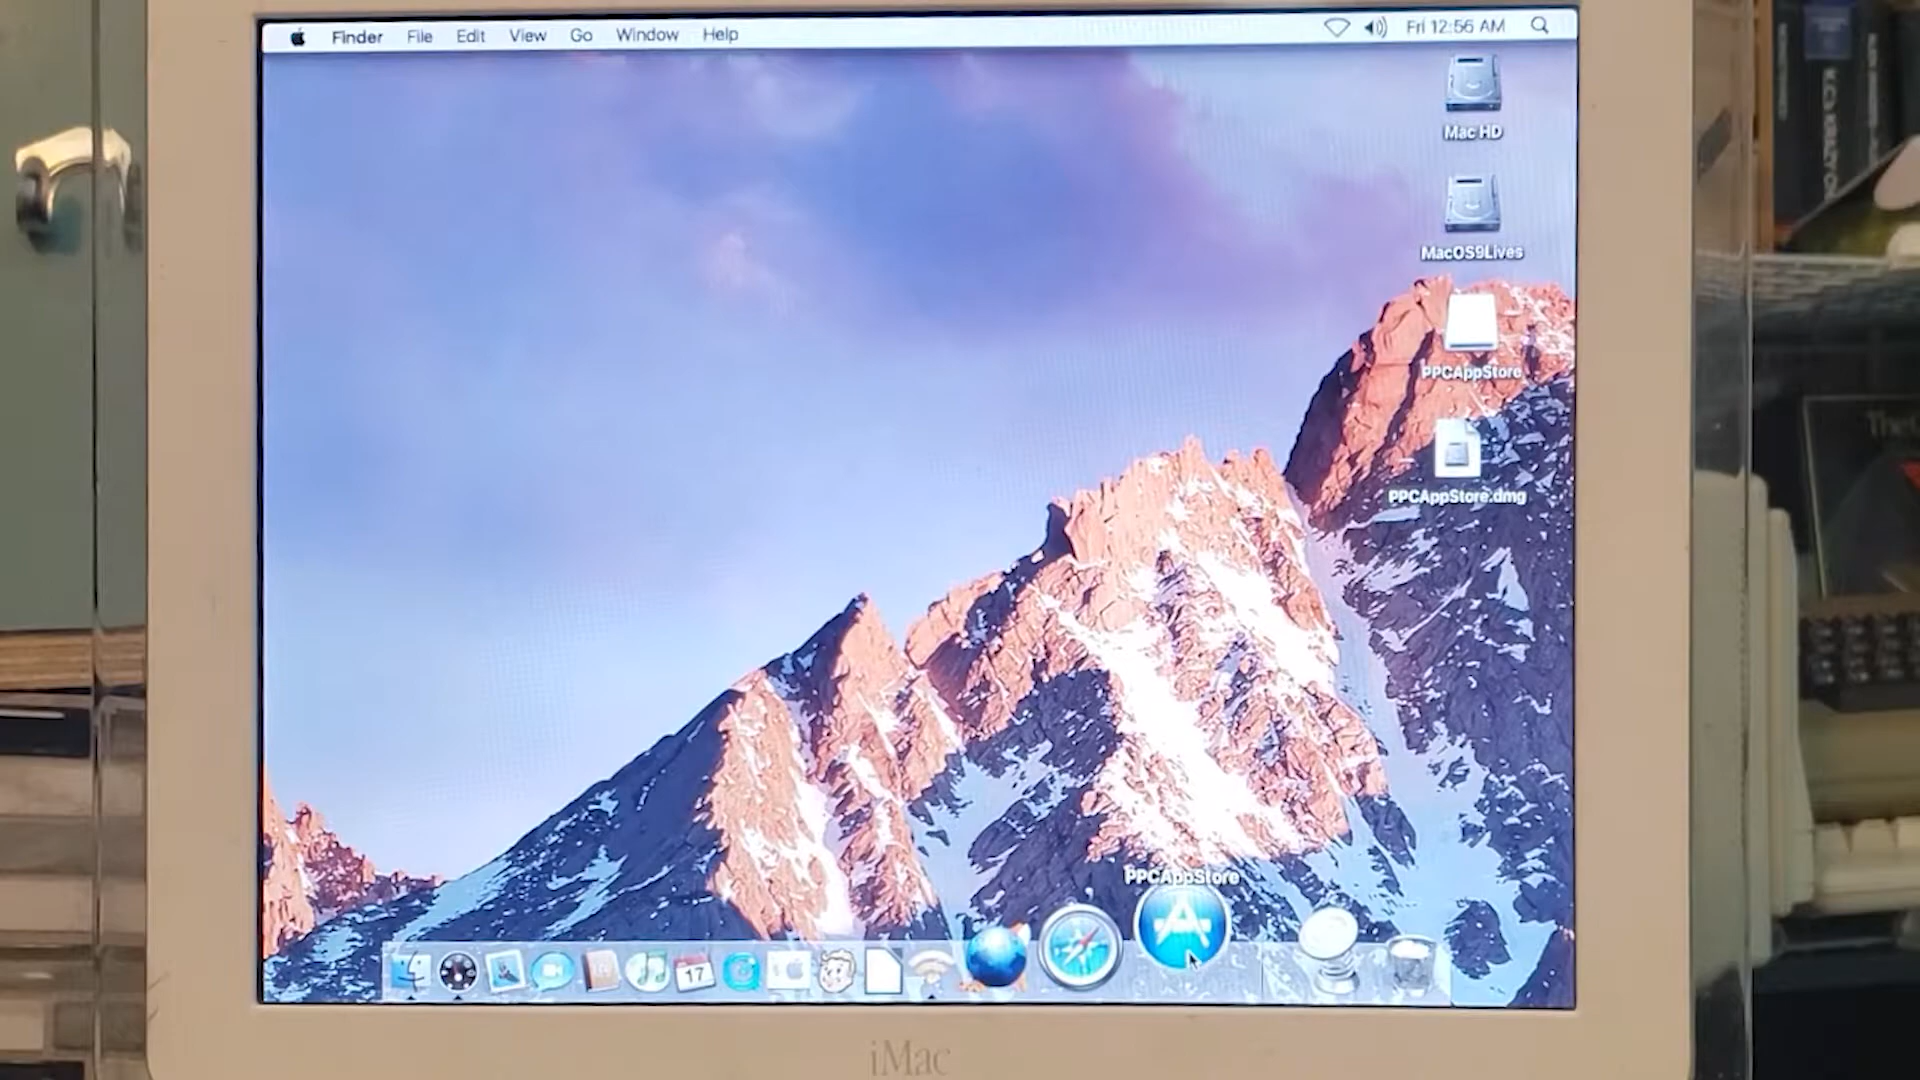 Finder File Edit View Go Window Help Fri 12:56 AM
Mac HD
MacOS9Lives
PPCAppStore
PPCAppStore.dmg
PPCAppStore
17
iMac